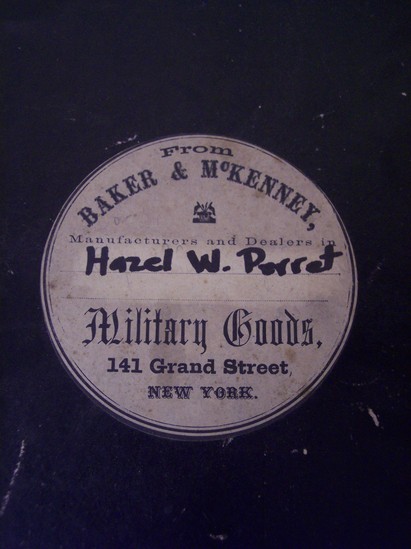 From
BAKER & McKENNEY,
Manufacturers and Dealers in
Hazel W. Porret
Military Goods,
141 Grand Street,
NEW YORK.